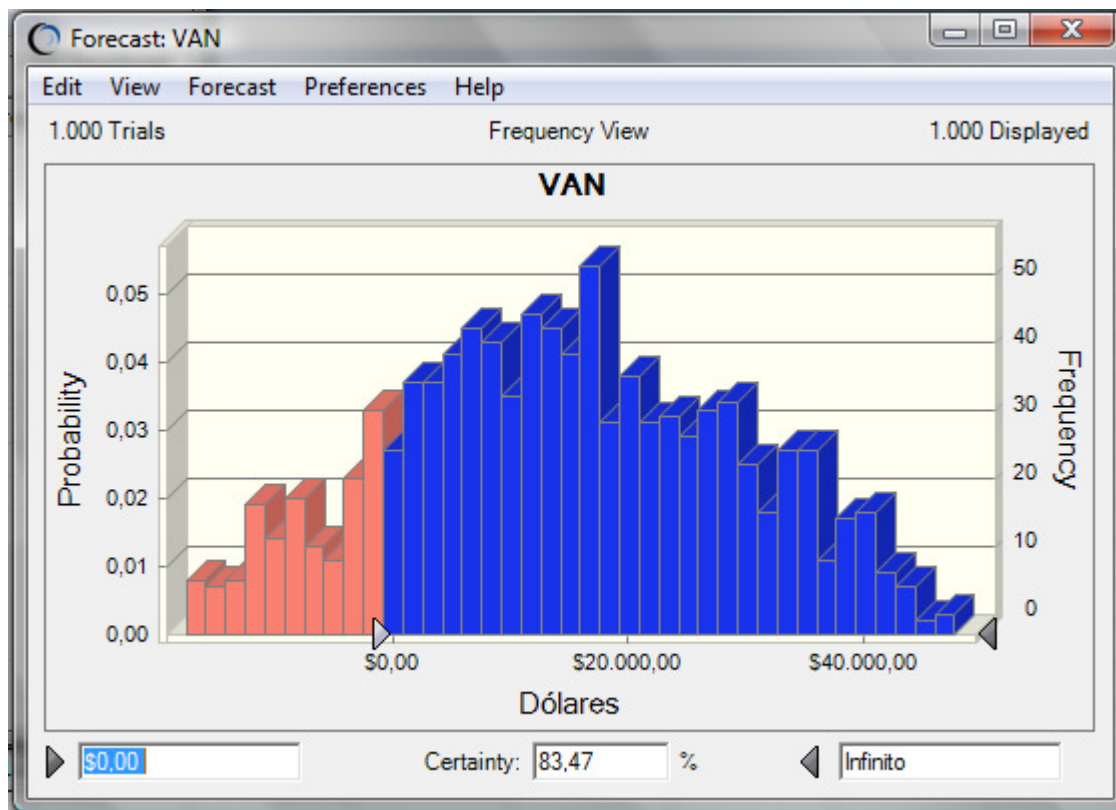 Forecast: VAN
Edit View Forecast Preferences Help
1.000 Trials Frequency View 1.000 Displayed
VAN
Probability
0,05
0,04
0,03
0,02
0,01
0,00
50
40
30
20
10
0
Frequency
$0,00 $20.000,00 $40.000,00
Dólares
$0,00 Certainty: 83,47 % Infinito